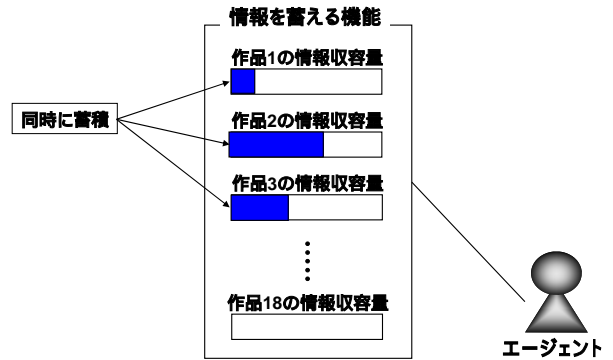 情報を蓄える機能
作品1の情報収容量
同時に蓄積
作品2の情報収容量
作品3の情報収容量
作品18の情報収容量
エージェント